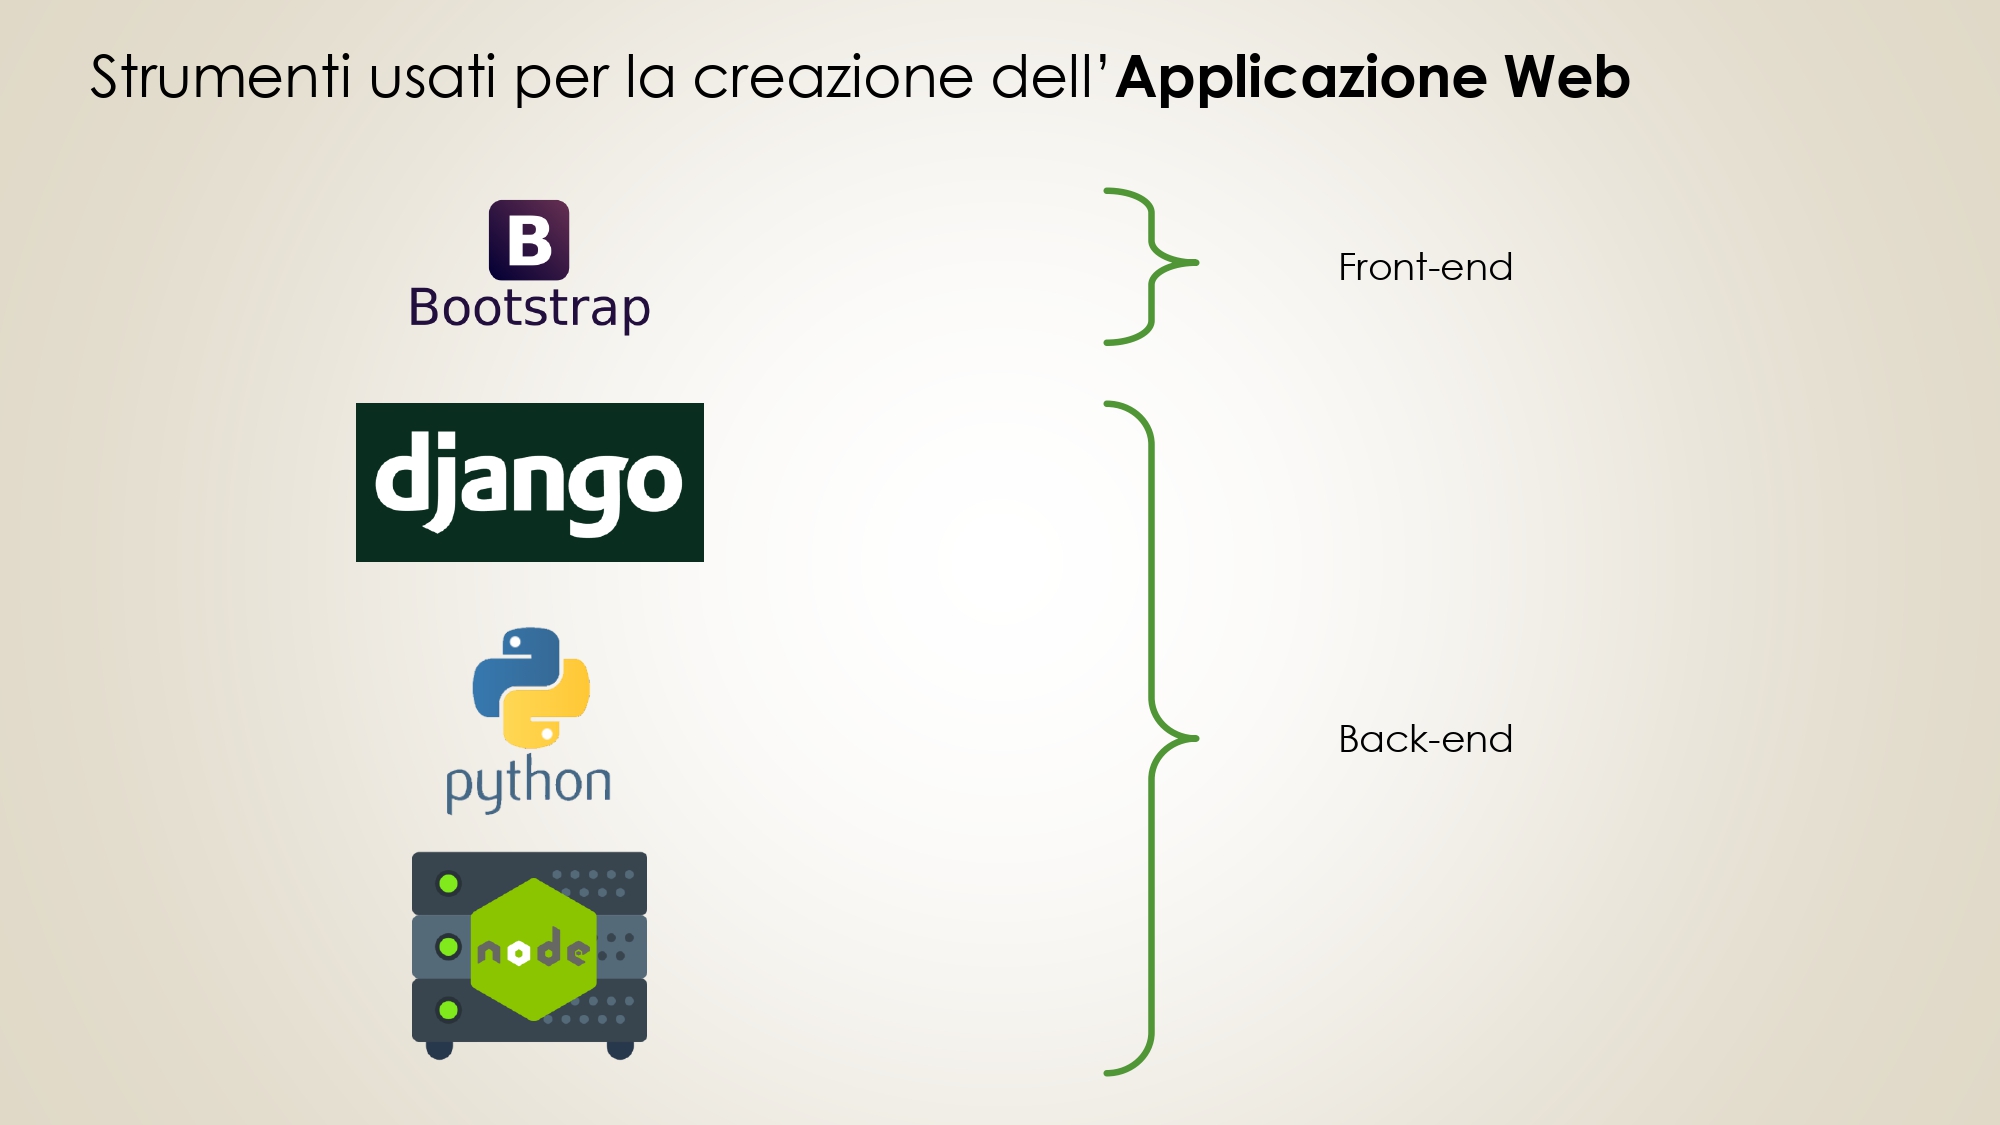 Strumenti usati per la creazione dell’Applicazione Web
B
Bootstrap
Front-end
django
python
Back-end
node